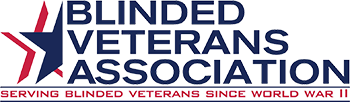 BLINDED
VETERANS
ASSOCIATION
SERVING BLINDED VETERANS SINCE WORLD WAR II